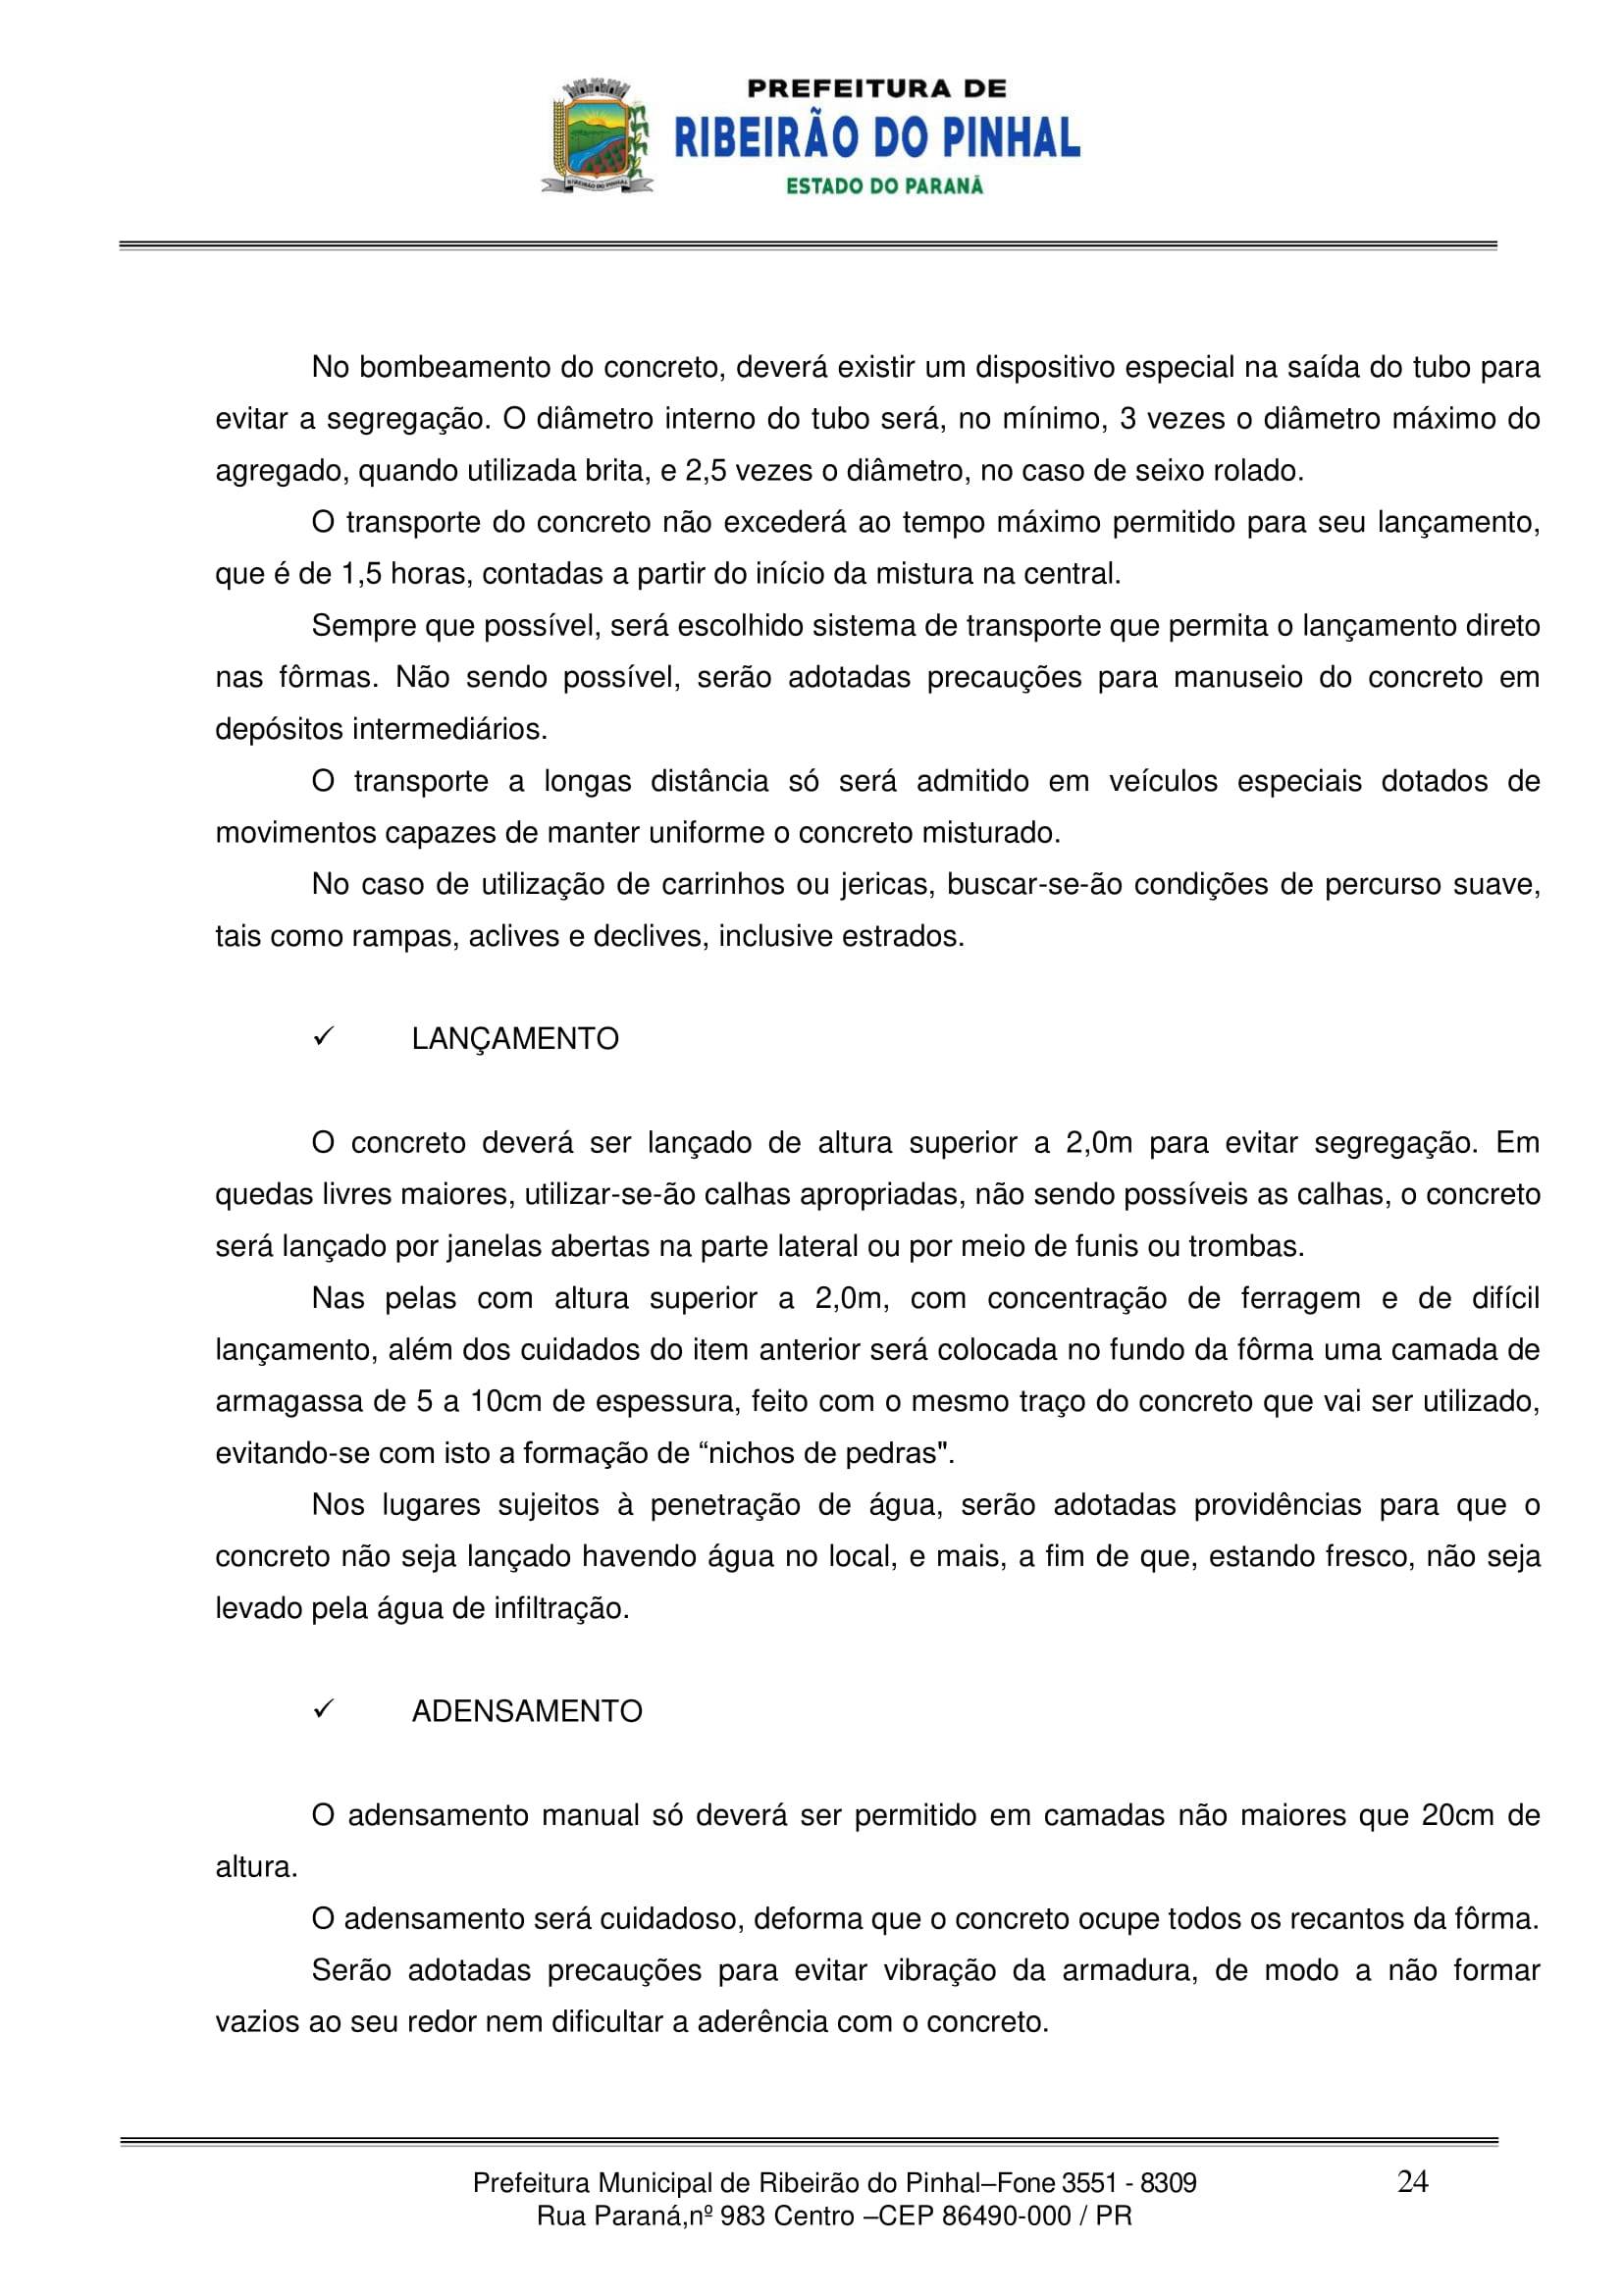 PREFEITURA DE
RIBEIRÃO DO PINHAL
ESTADO DO PARANÁ
RIBEIRÃO DO PINHAL
No bombeamento do concreto, deverá existir um dispositivo especial na saída do tubo para
evitar a segregação. O diâmetro interno do tubo será, no mínimo, 3 vezes o diâmetro máximo do
agregado, quando utilizada brita, e 2,5 vezes o diâmetro, no caso de seixo rolado.
O transporte do concreto não excederá ao tempo máximo permitido para seu lançamento,
que é de 1,5 horas, contadas a partir do início da mistura na central.
Sempre que possível, será escolhido sistema de transporte que permita o lançamento direto
nas fôrmas. Não sendo possível, serão adotadas precauções para manuseio do concreto em
depósitos intermediários.
O transporte a longas distância só será admitido em veículos especiais dotados de
movimentos capazes de manter uniforme o concreto misturado.
No caso de utilização de carrinhos ou jericas, buscar-se-ão condições de percurso suave,
tais como rampas, aclives e declives, inclusive estrados.
✓ LANÇAMENTO
O concreto deverá ser lançado de altura superior a 2,0m para evitar segregação. Em
quedas livres maiores, utilizar-se-ão calhas apropriadas, não sendo possíveis as calhas, o concreto
será lançado por janelas abertas na parte lateral ou por meio de funis ou trombas.
Nas pelas com altura superior a 2,0m, com concentração de ferragem e de difícil
lançamento, além dos cuidados do item anterior será colocada no fundo da fôrma uma camada de
armagassa de 5 a 10cm de espessura, feito com o mesmo traço do concreto que vai ser utilizado,
evitando-se com isto a formação de “nichos de pedras".
Nos lugares sujeitos à penetração de água, serão adotadas providências para que o
concreto não seja lançado havendo água no local, e mais, a fim de que, estando fresco, não seja
levado pela água de infiltração.
✓ ADENSAMENTO
O adensamento manual só deverá ser permitido em camadas não maiores que 20cm de
altura.
O adensamento será cuidadoso, deforma que o concreto ocupe todos os recantos da fôrma.
Serão adotadas precauções para evitar vibração da armadura, de modo a não formar
vazios ao seu redor nem dificultar a aderência com o concreto.
Prefeitura Municipal de Ribeirão do Pinhal–Fone 3551 - 8309 24
Rua Paraná,nº 983 Centro –CEP 86490-000 / PR